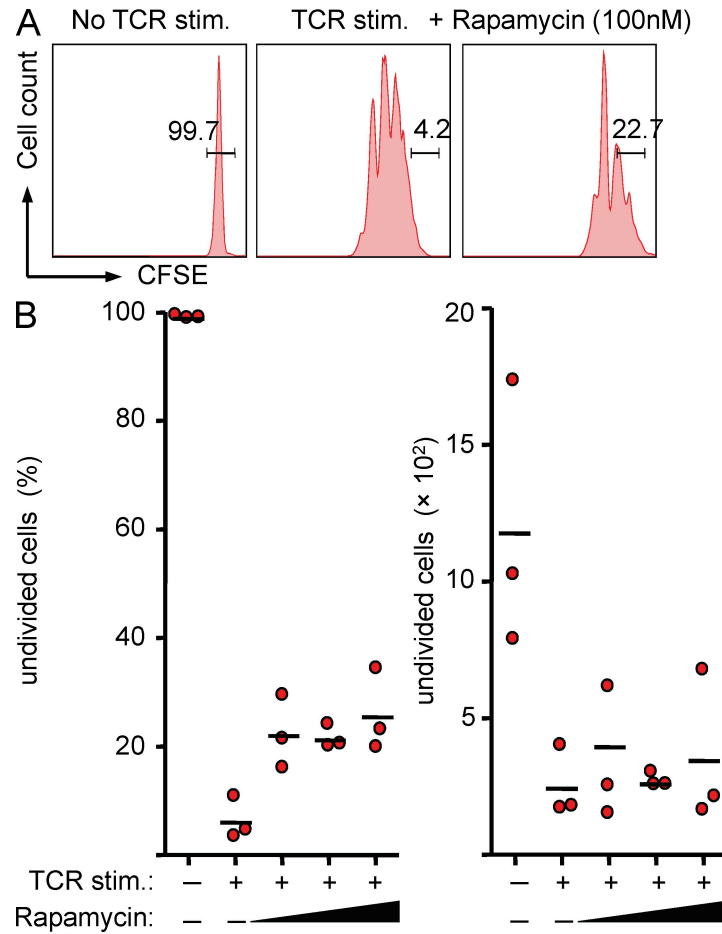 A
No TCR stim.
TCR stim.
+ Rapamycin (100nM)
Cell count
99.7
4.2
22.7
CFSE
B
undivided cells (%)
100
80
60
40
20
undivided cells (× 10²)
20
15
10
5
TCR stim.: – + + + +
– + + + +
Rapamycin: – –
– –